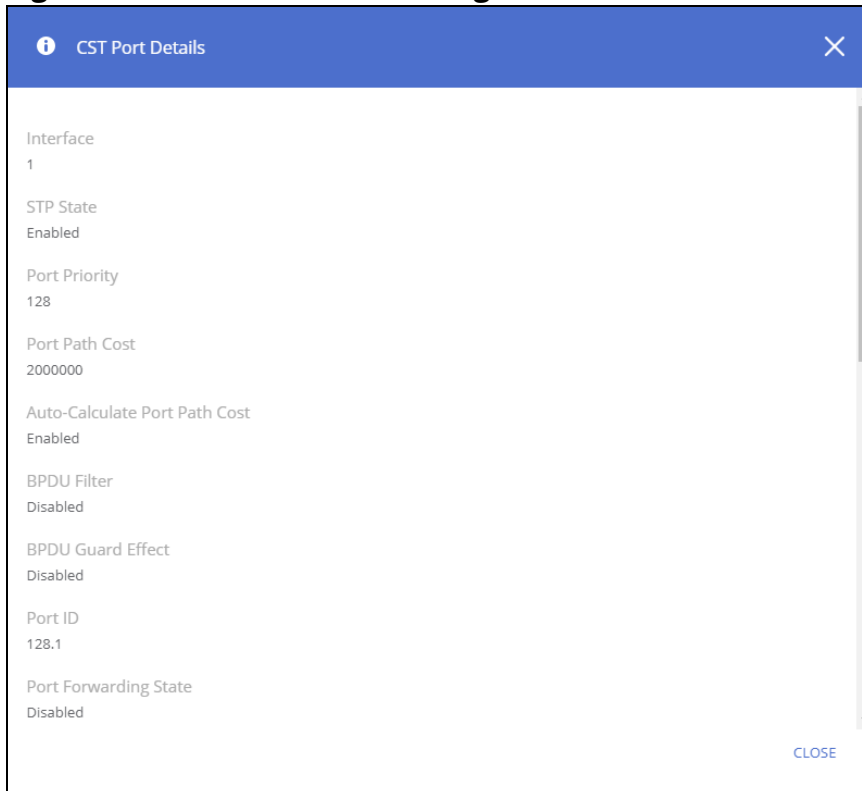 CST Port Details
Interface
1
STP State
Enabled
Port Priority
128
Port Path Cost
2000000
Auto-Calculate Port Path Cost
Enabled
BPDU Filter
Disabled
BPDU Guard Effect
Disabled
Port ID
128.1
Port Forwarding State
Disabled
CLOSE